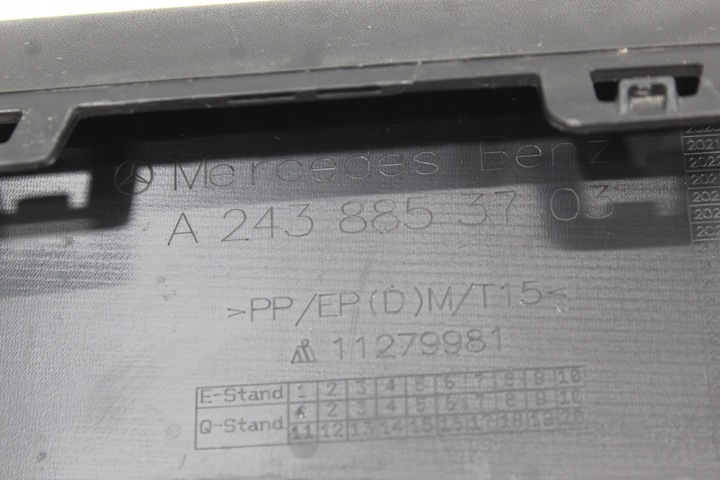 Mercedes Benz
A 243 885 37 03
>PP/EP(D)M/T15<
11279981
E-Stand 1 2 3 4 5 6 7 8 9 10
Q-Stand 1 2 3 4 5 6 7 8 9 10
11 12 13 14 15 16 17 18 19 20
2021